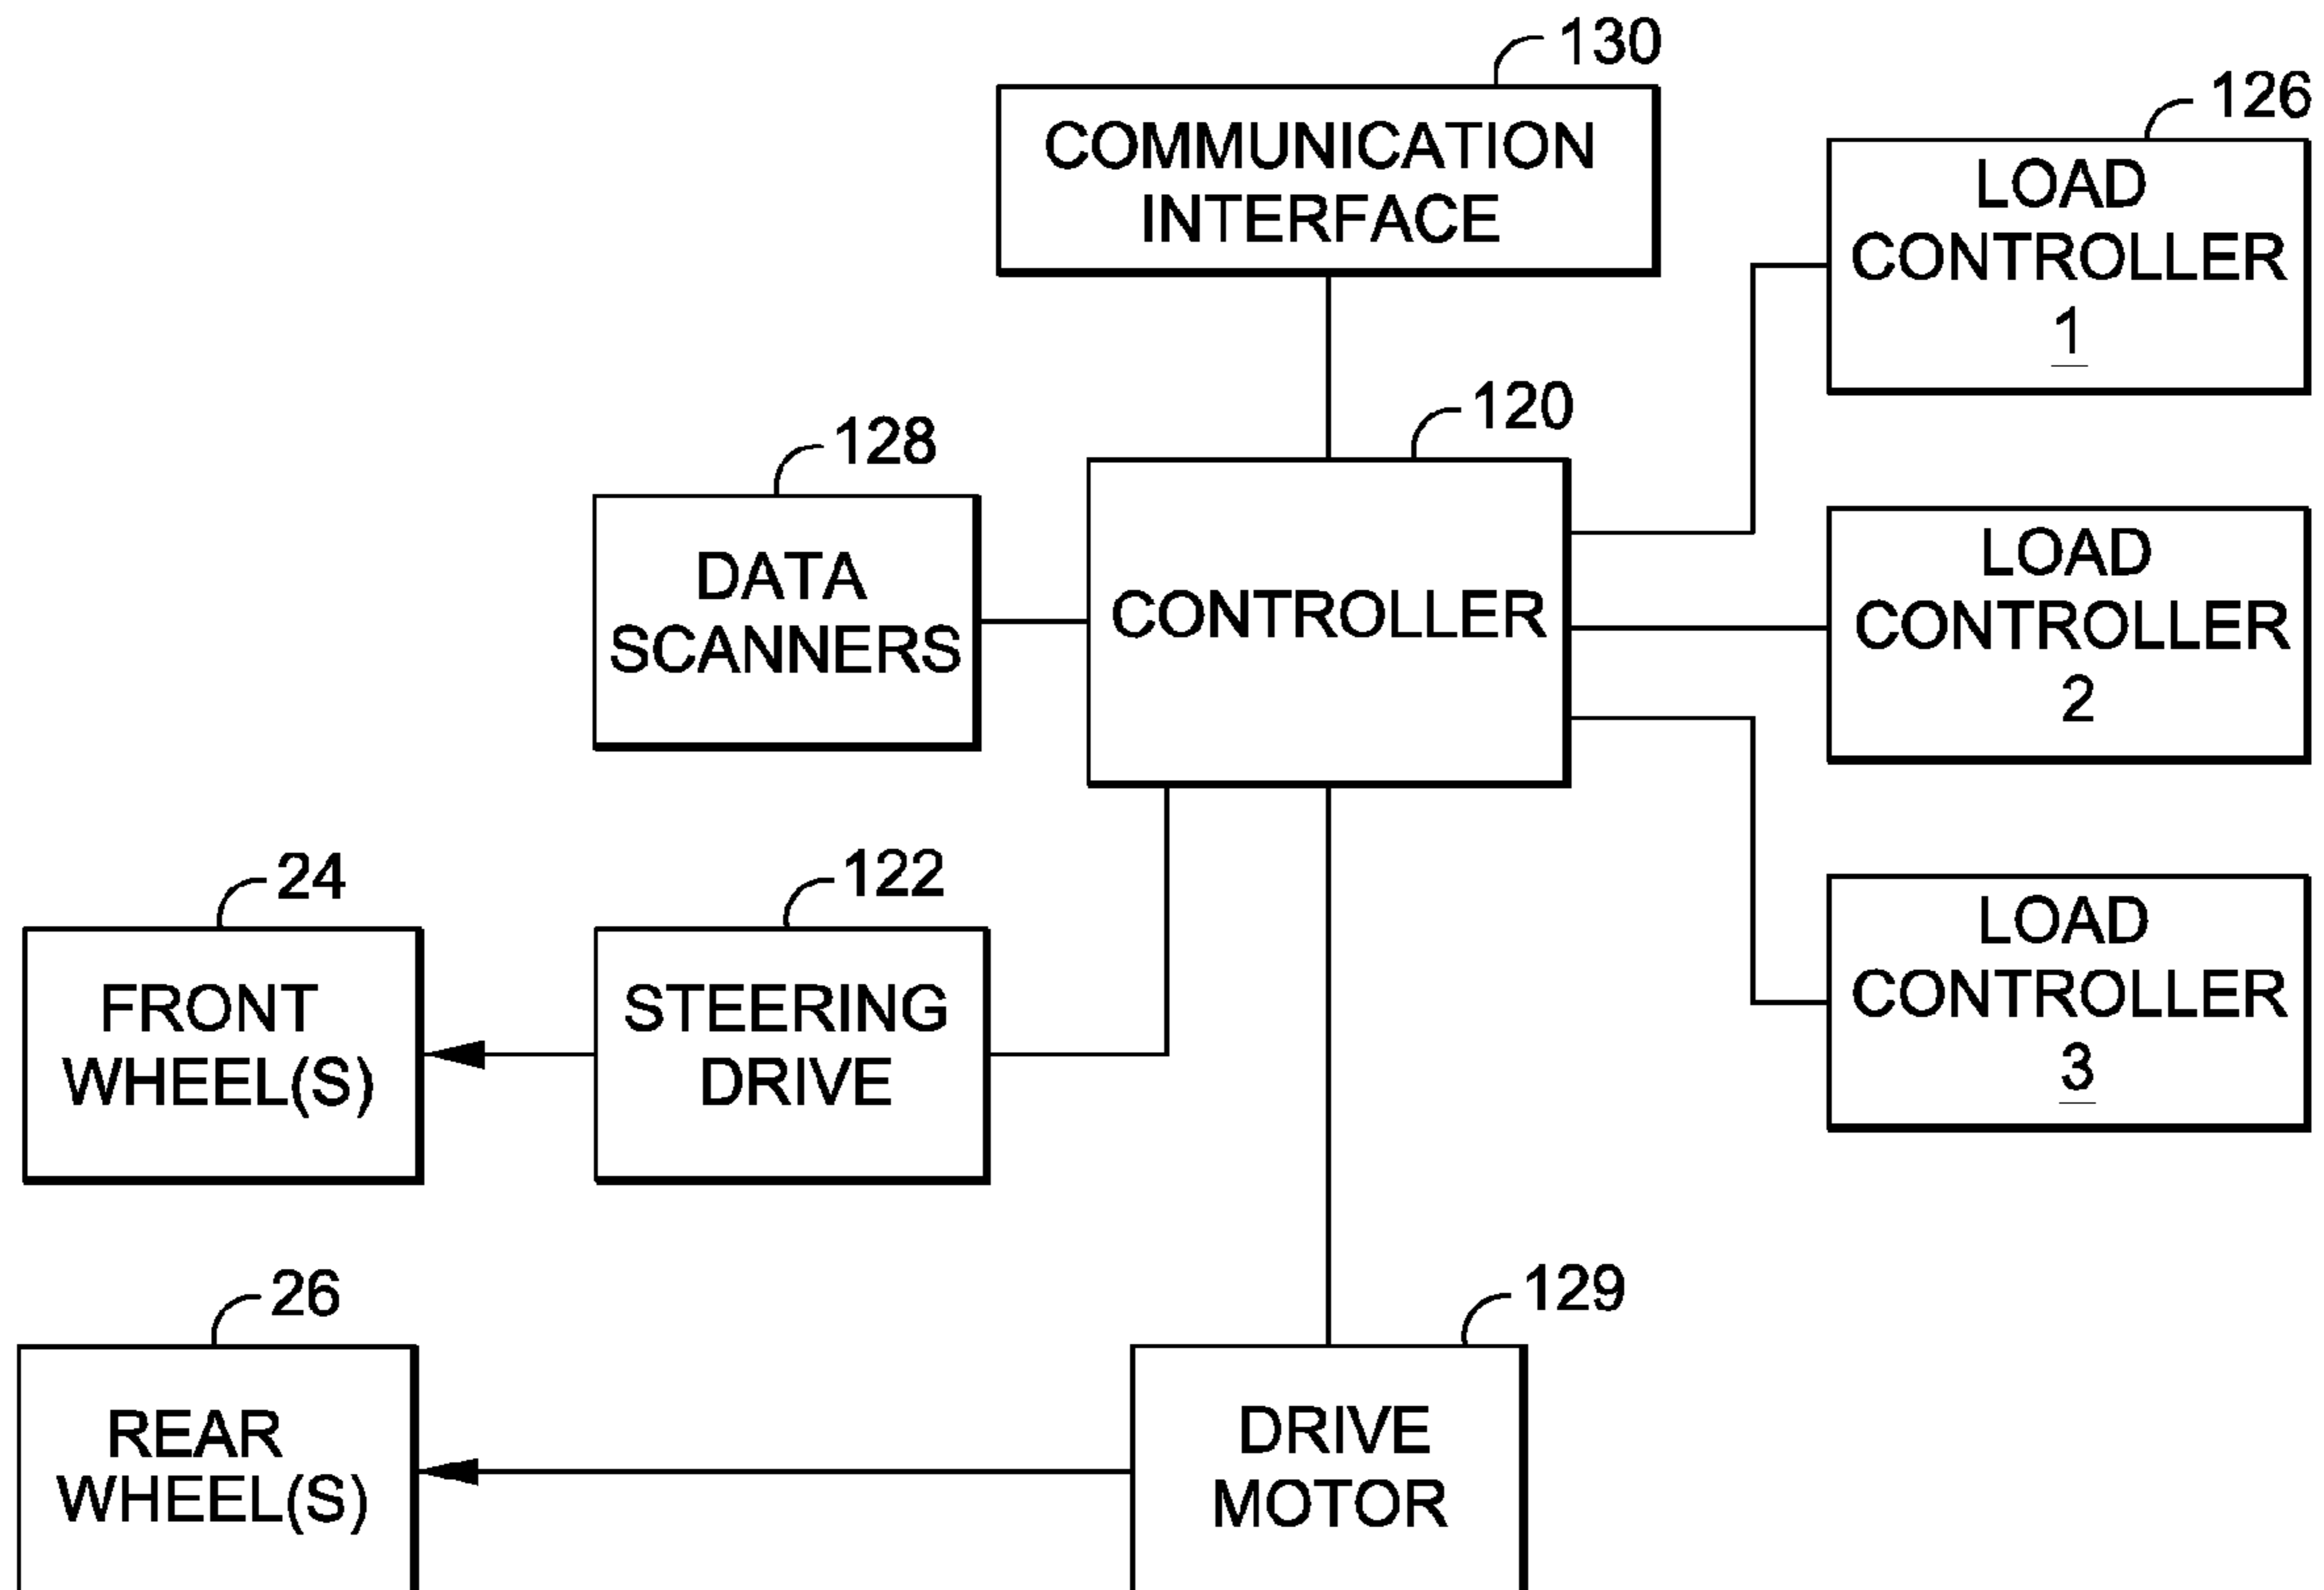 130
COMMUNICATION
INTERFACE
126
LOAD
CONTROLLER
1
128
DATA
SCANNERS
120
CONTROLLER
LOAD
CONTROLLER
2
24
FRONT
WHEEL(S)
122
STEERING
DRIVE
LOAD
CONTROLLER
3
26
REAR
WHEEL(S)
129
DRIVE
MOTOR